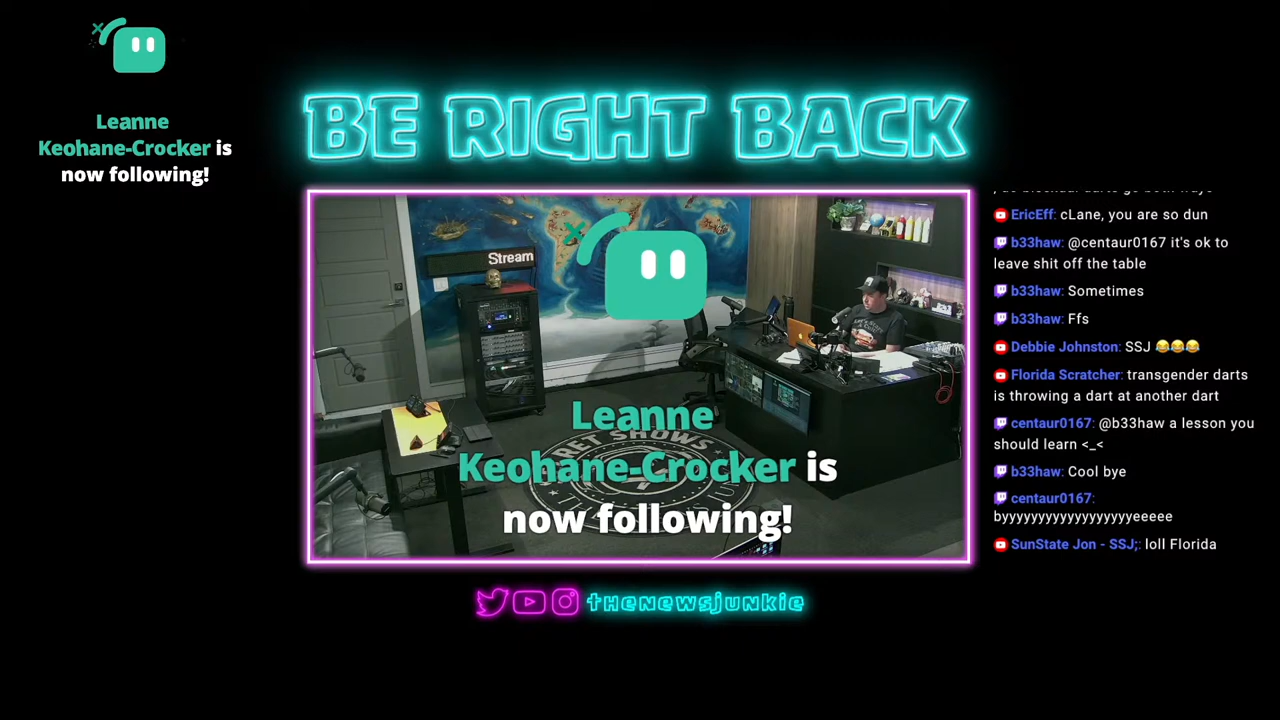 Leanne
Keohane-Crocker is
now following!
BE RIGHT BACK
Stream
Leanne
Keohane-Crocker is
now following!
RET SHOWS
EricEff: cLane, you are so dun
b33haw: @centaur0167 it's ok to
leave shit off the table
b33haw: Sometimes
b33haw: Ffs
Debbie Johnston: SSJ 😂😂😂
Florida Scratcher: transgender darts
is throwing a dart at another dart
centaur0167: @b33haw a lesson you
should learn <_<
b33haw: Cool bye
centaur0167:
byyyyyyyyyyyyyyyyyyeeeee
SunState Jon - SSJ;: loll Florida
thenewsjunkie